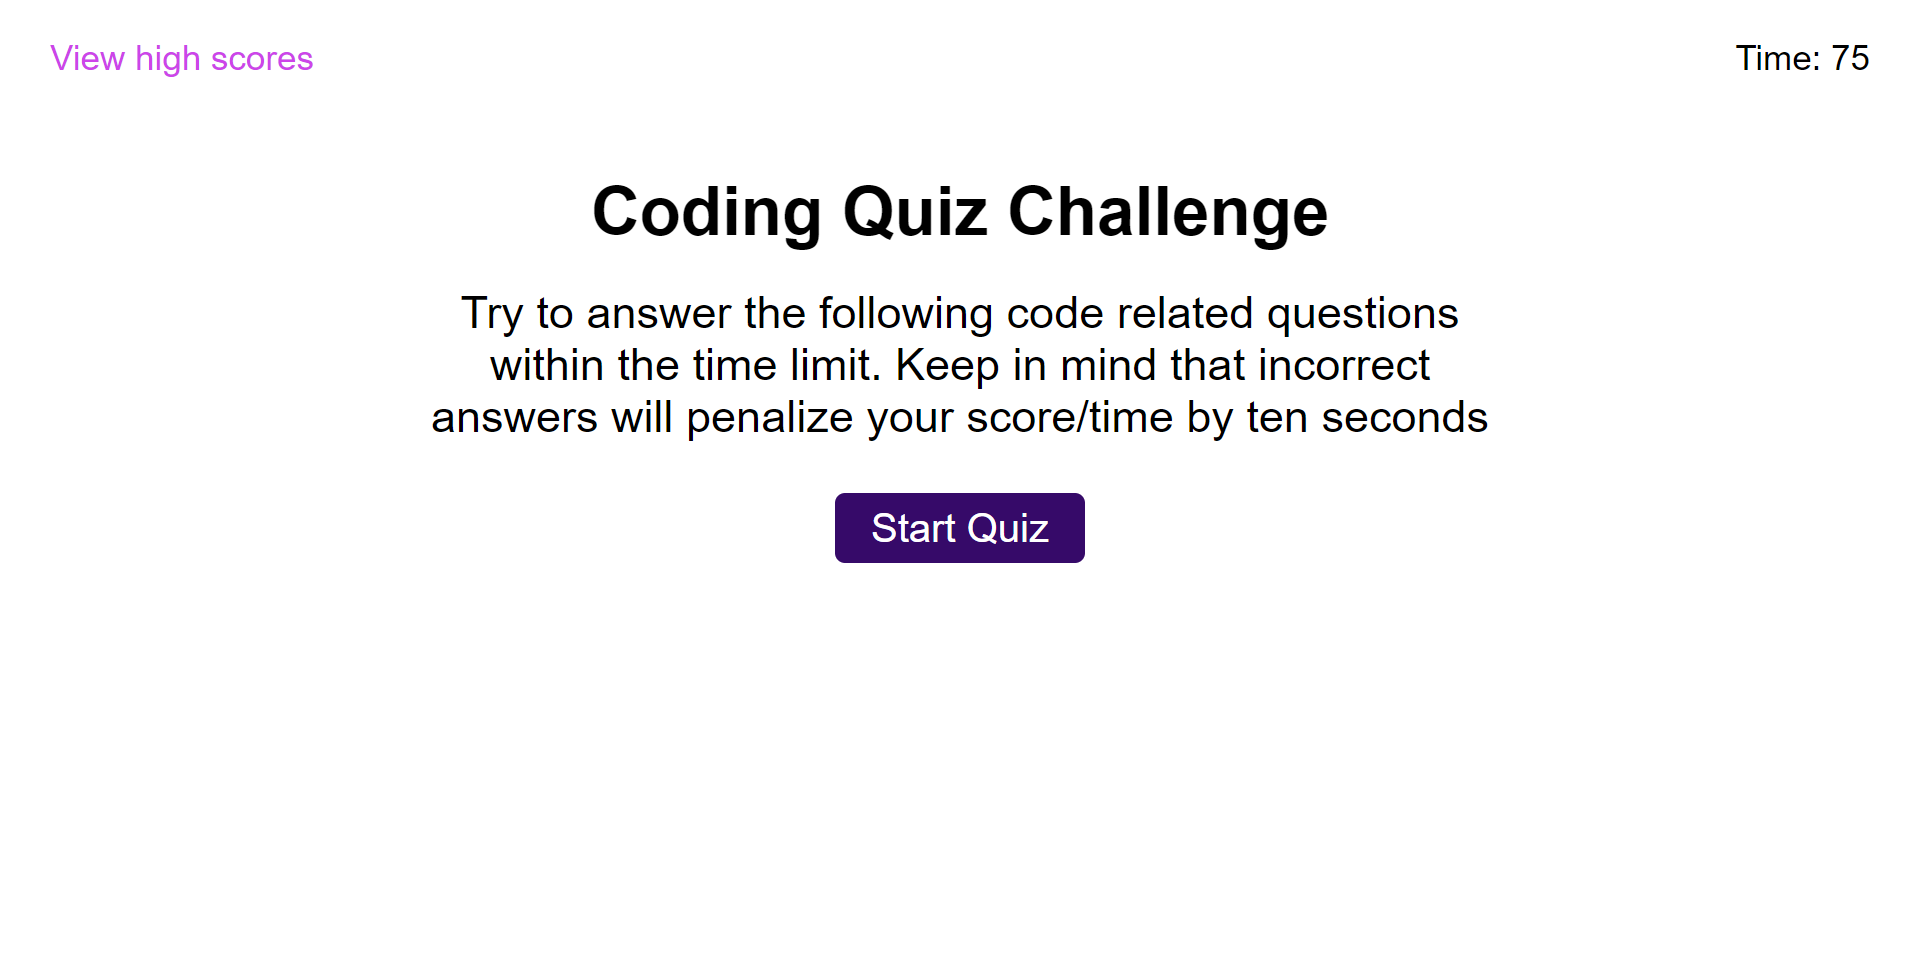 View high scores
Time: 75
Coding Quiz Challenge
Try to answer the following code related questions
within the time limit. Keep in mind that incorrect
answers will penalize your score/time by ten seconds
Start Quiz